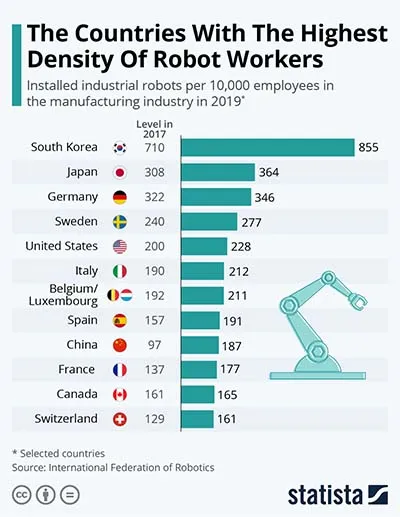 The Countries With The Highest
Density Of Robot Workers
Installed industrial robots per 10,000 employees in
the manufacturing industry in 2019*
Level in
2017
South Korea 710 855
Japan 308 364
Germany 322 346
Sweden 240 277
United States 200 228
Italy 190 212
Belgium/
Luxembourg 192 211
Spain 157 191
China 97 187
France 137 177
Canada 161 165
Switzerland 129 161
* Selected countries
Source: International Federation of Robotics
cc
statista